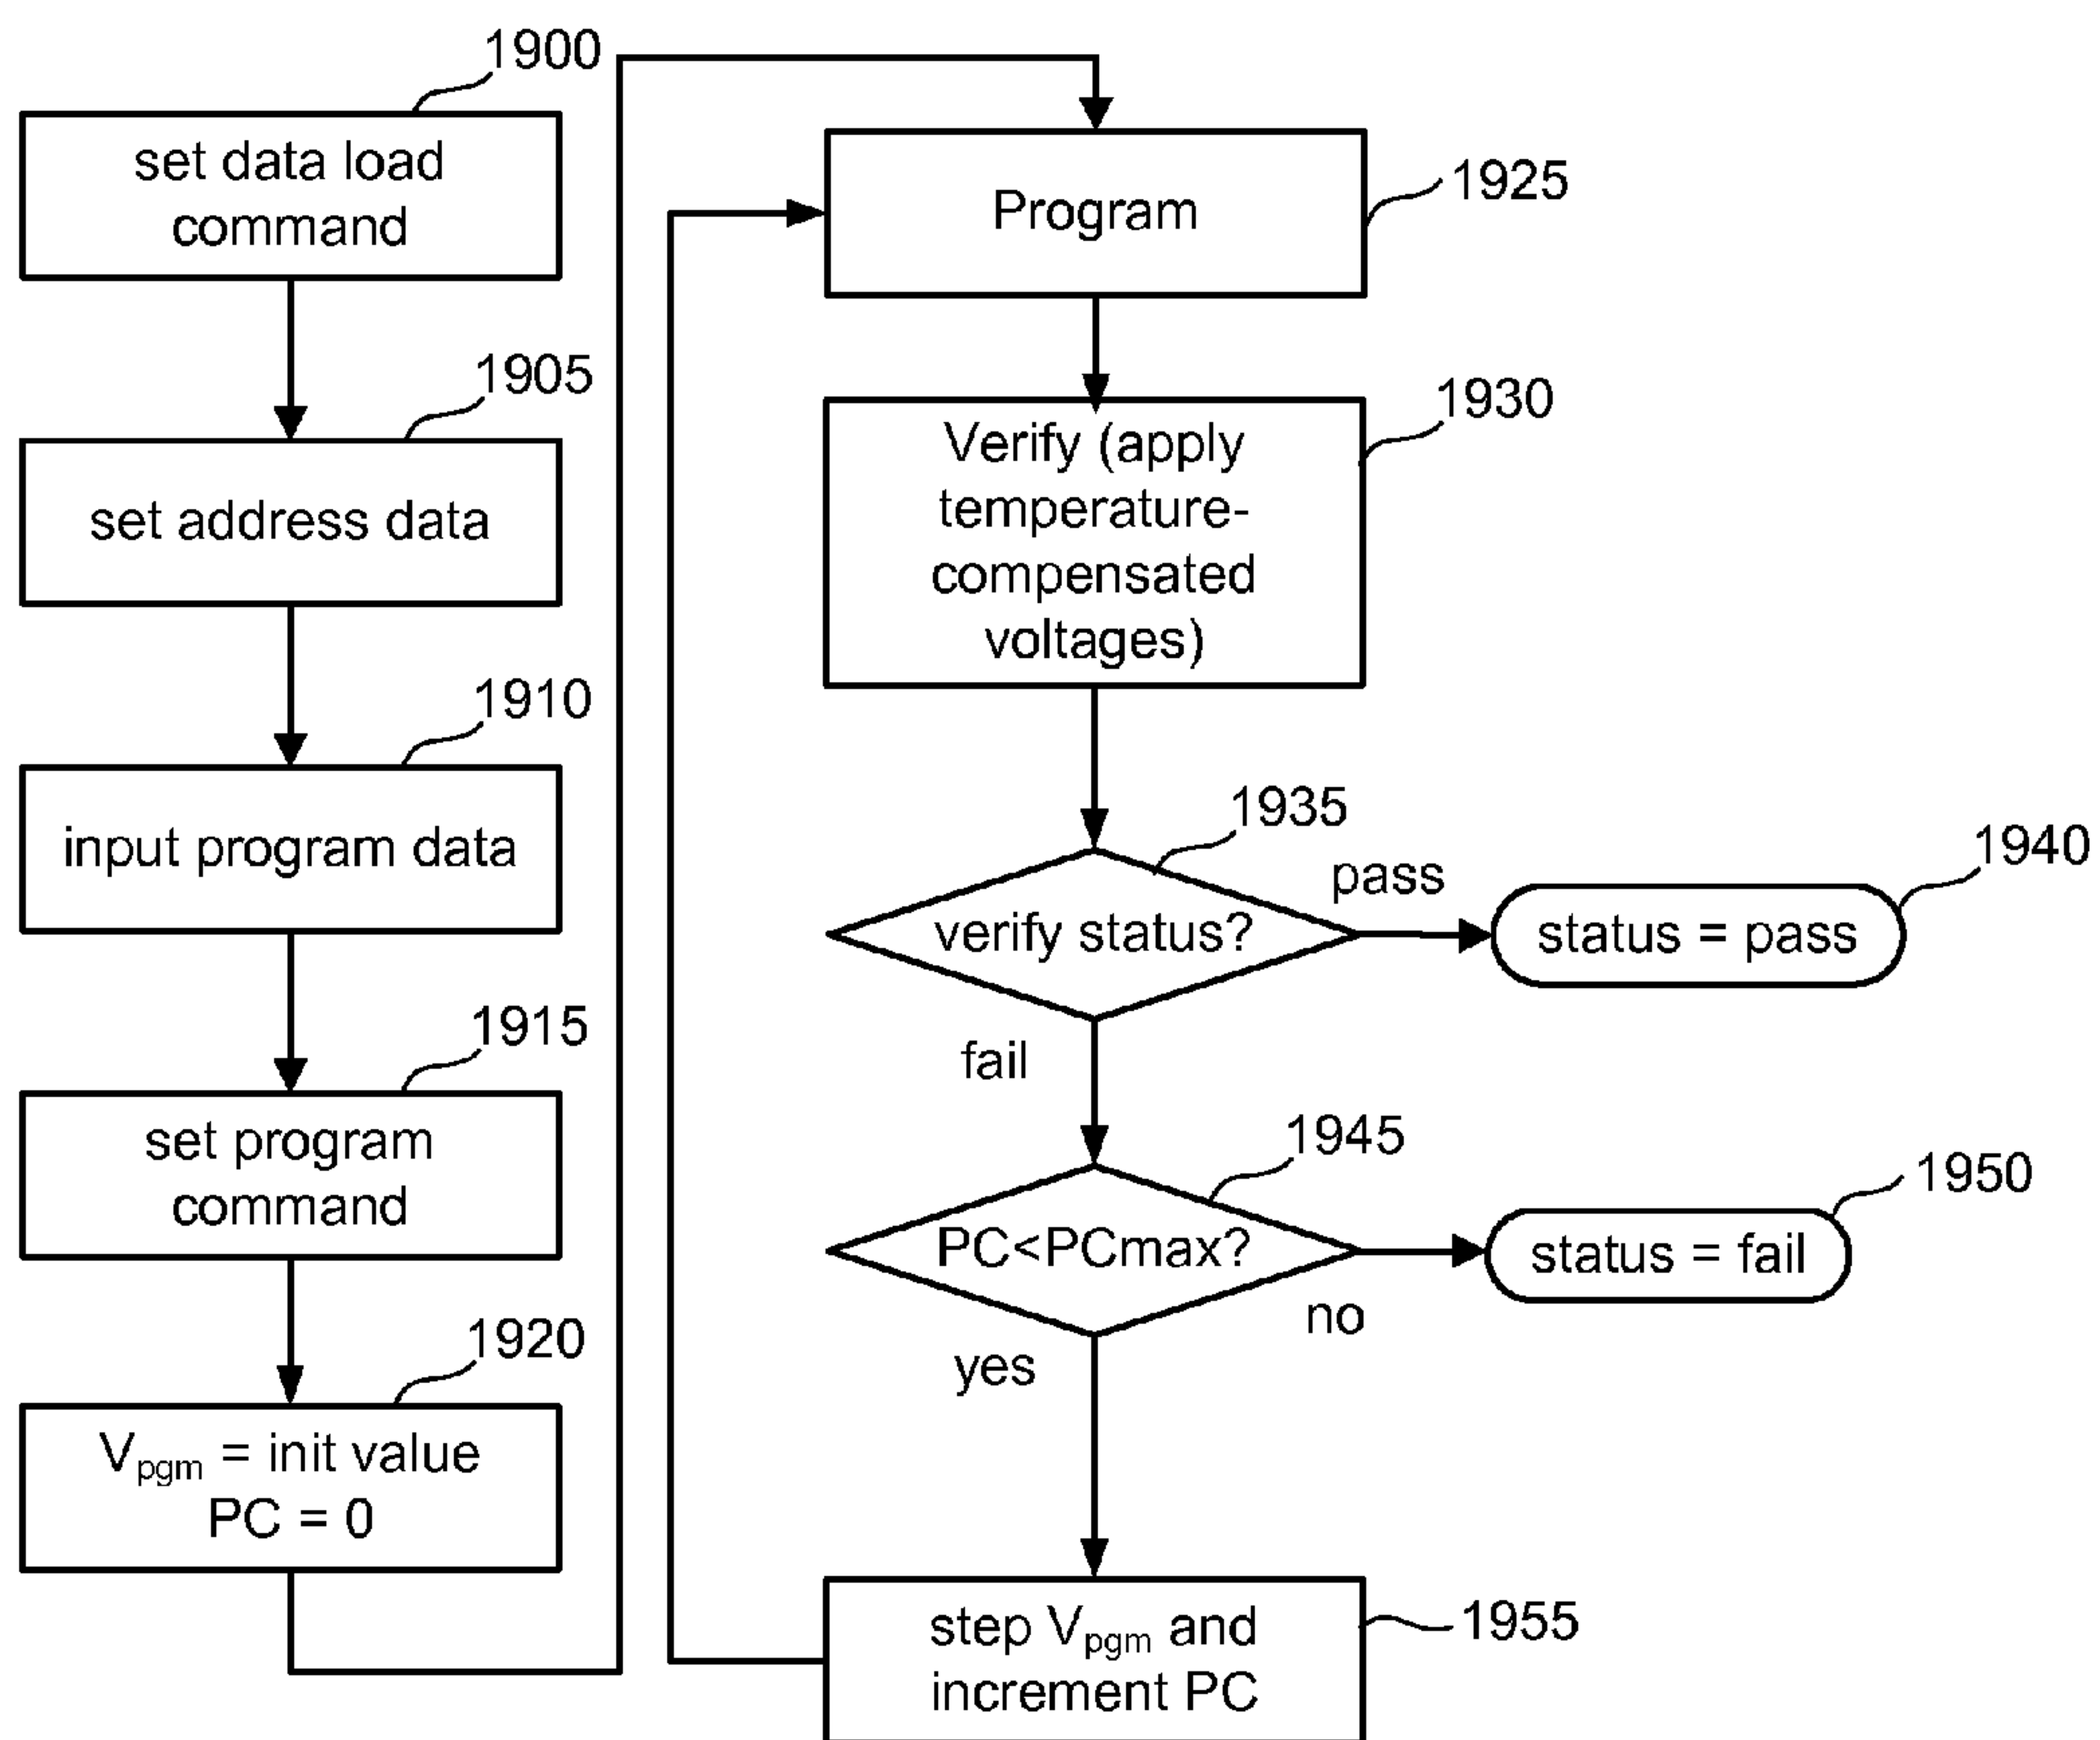 1900
set data load
command
1905
set address data
1910
input program data
1915
set program
command
1920
Vpgm = init value
PC = 0
Program
1925
1930
Verify (apply
temperature-
compensated
voltages)
1935
verify status?
pass
1940
status = pass
fail
1945
PC<PCmax?
no
1950
status = fail
yes
step Vpgm and
increment PC
1955